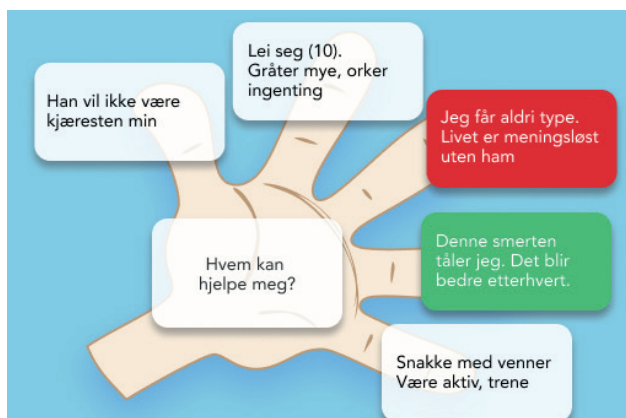 Han vil ikke være
kjæresten min
Lei seg (10).
Gråter mye, orker
ingenting
Jeg får aldri type.
Livet er meningsløst
uten ham
Denne smerten
tåler jeg. Det blir
bedre etterhvert.
Snakke med venner
Være aktiv, trene
Hvem kan
hjelpe meg?